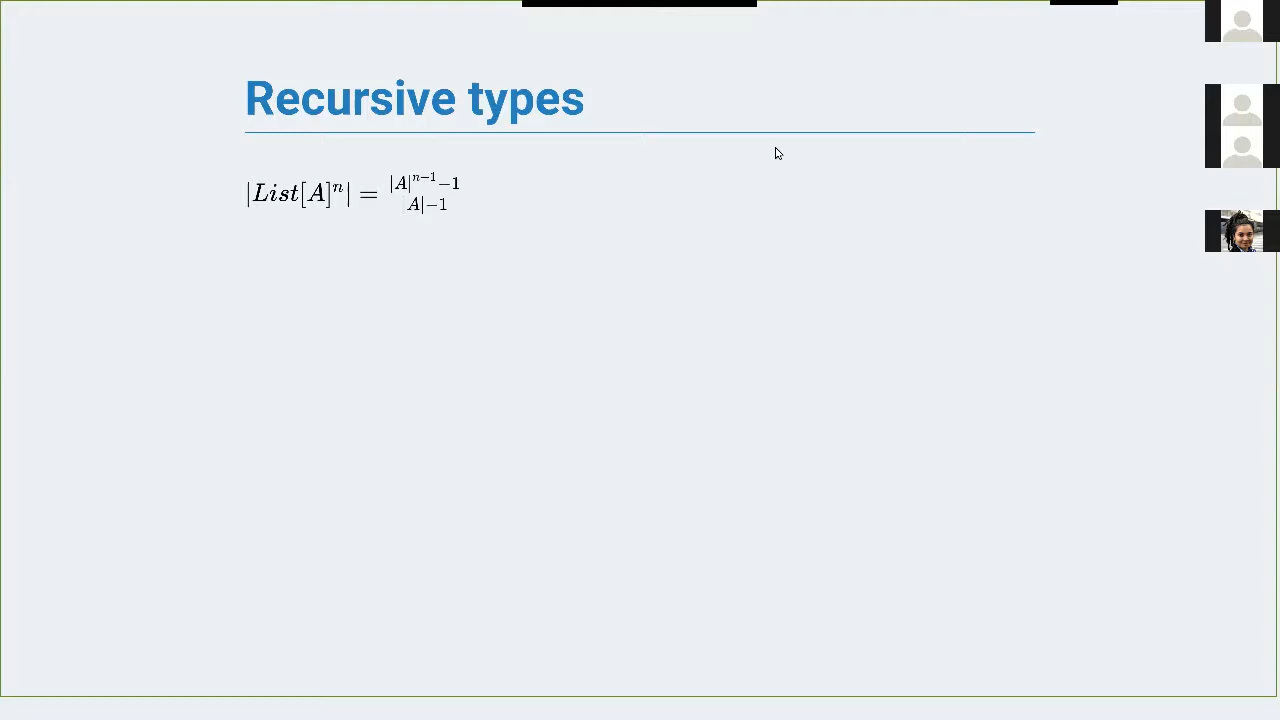 Recursive types
|List[A]ⁿ| = |A|ⁿ⁻¹−1
A|−1